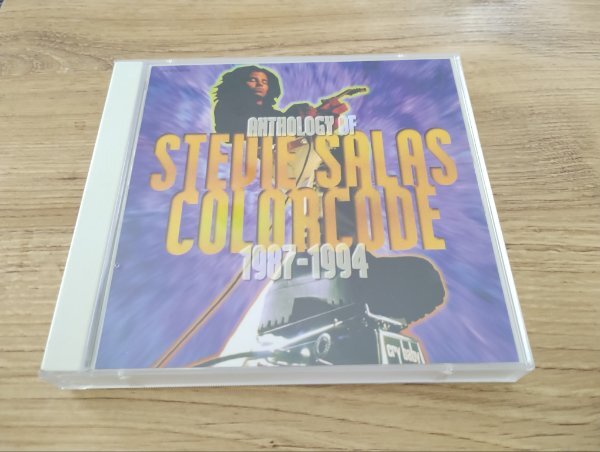 ANTHOLOGY OF
STEVIE SALAS
COLORCODE
1987-1994
cry baby